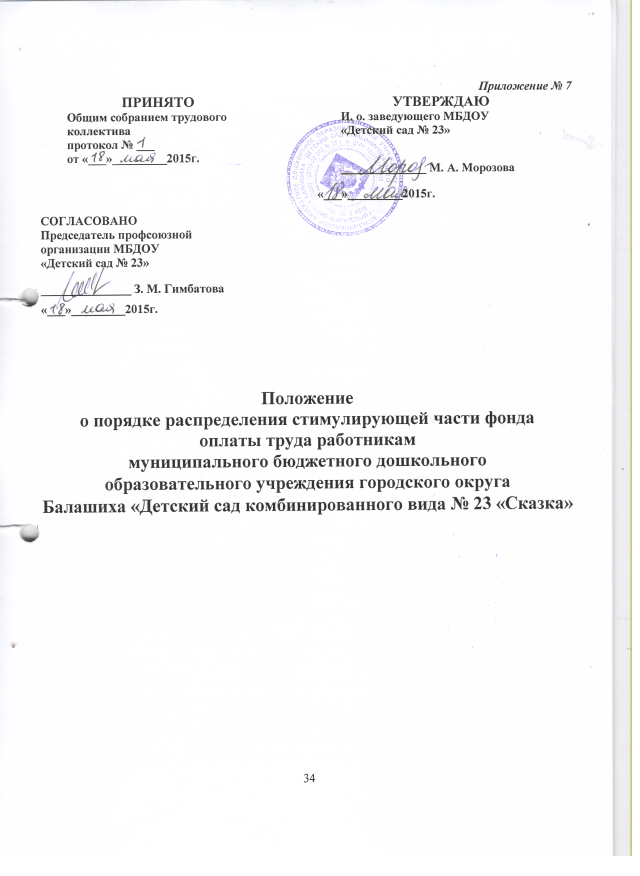 Приложение № 7
ПРИНЯТО
Общим собранием трудового
коллектива
протокол № 1
от «18» мая 2015г.
УТВЕРЖДАЮ
И. о. заведующего МБДОУ
«Детский сад № 23»
М. А. Морозова
«18» мая 2015г.
СОГЛАСОВАНО
Председатель профсоюзной
организации МБДОУ
«Детский сад № 23»
З. М. Гимбатова
«18» мая 2015г.
Положение
о порядке распределения стимулирующей части фонда
оплаты труда работникам
муниципального бюджетного дошкольного
образовательного учреждения городского округа
Балашиха «Детский сад комбинированного вида № 23 «Сказка»
34